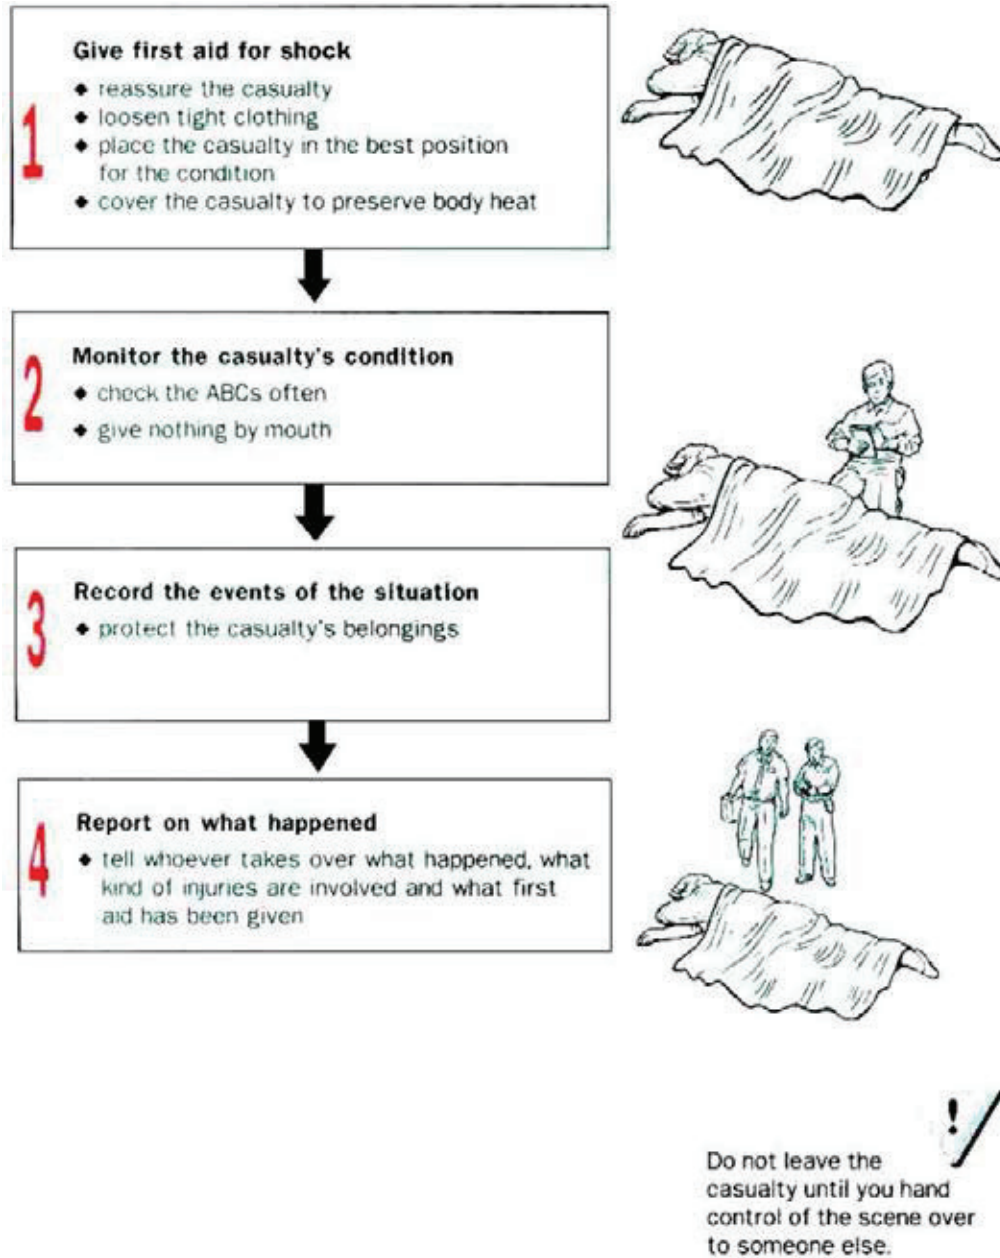 1
Give first aid for shock
◆ reassure the casualty
◆ loosen tight clothing
◆ place the casualty in the best position
for the condition
◆ cover the casualty to preserve body heat
2
Monitor the casualty's condition
◆ check the ABCs often
◆ give nothing by mouth
3
Record the events of the situation
◆ protect the casualty's belongings
4
Report on what happened
◆ tell whoever takes over what happened, what
kind of injuries are involved and what first
aid has been given
!
Do not leave the
casualty until you hand
control of the scene over
to someone else.